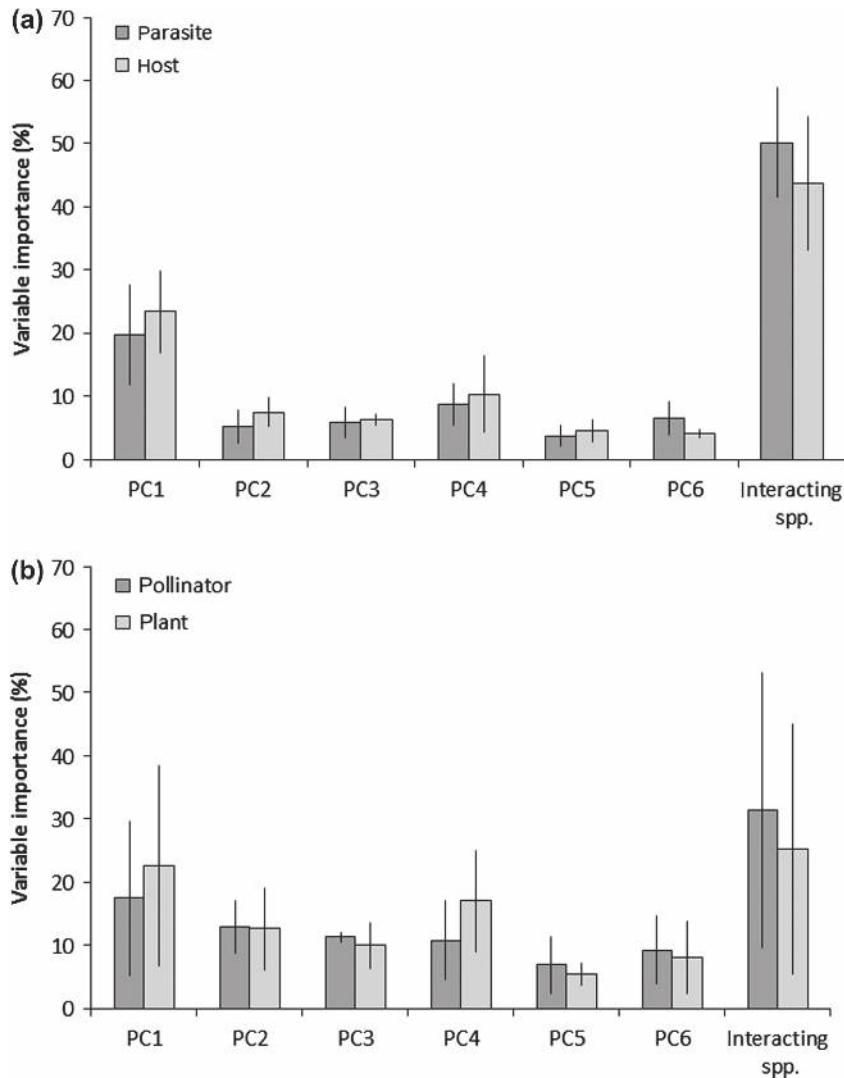 (a)
70
60
50
40
30
20
10
0
Variable importance (%)
Parasite
Host
PC1 PC2 PC3 PC4 PC5 PC6 Interacting
spp.
(b)
70
60
50
40
30
20
10
0
Variable importance (%)
Pollinator
Plant
PC1 PC2 PC3 PC4 PC5 PC6 Interacting
spp.